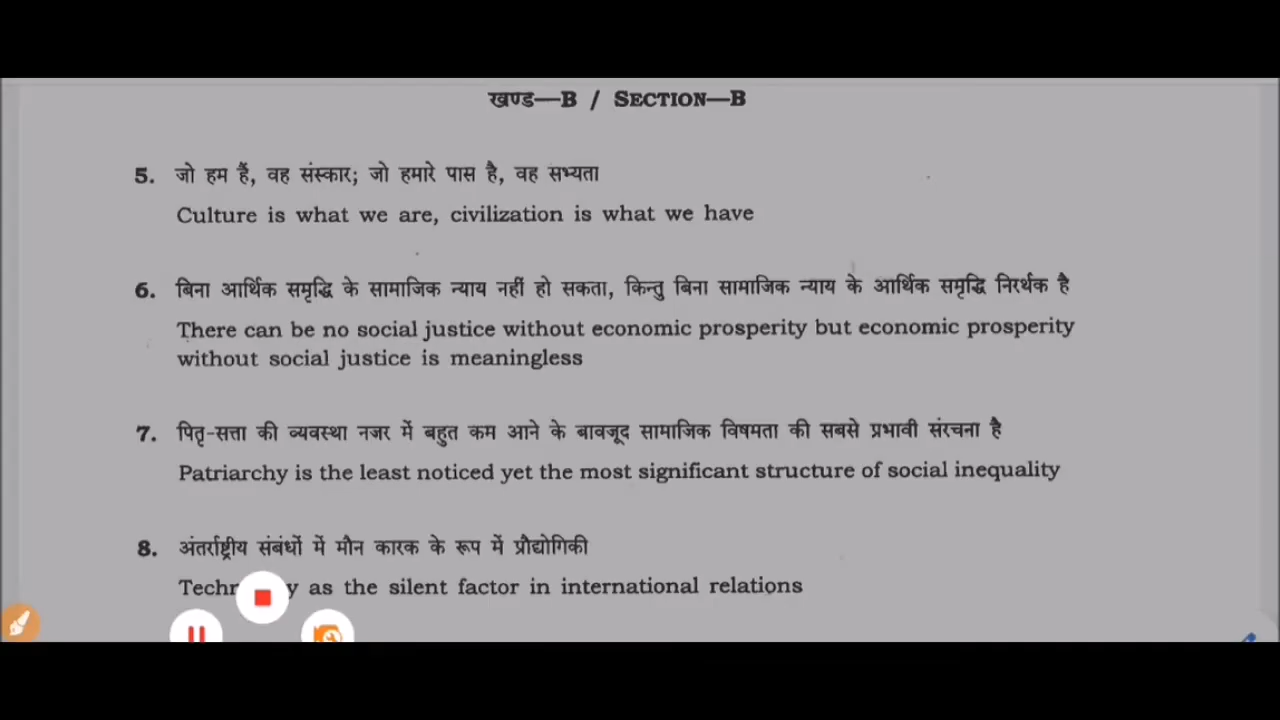 खण्ड—B / SECTION—B
5. जो हम हैं, वह संस्कार; जो हमारे पास है, वह सभ्यता
Culture is what we are, civilization is what we have
6. बिना आर्थिक समृद्धि के सामाजिक न्याय नहीं हो सकता, किन्तु बिना सामाजिक न्याय के आर्थिक समृद्धि निरर्थक है
There can be no social justice without economic prosperity but economic prosperity
without social justice is meaningless
7. पितृ-सत्ता की व्यवस्था नजर में बहुत कम आने के बावजूद सामाजिक विषमता की सबसे प्रभावी संरचना है
Patriarchy is the least noticed yet the most significant structure of social inequality
8. अंतर्राष्ट्रीय संबंधों में मौन कारक के रूप में प्रौद्योगिकी
as the silent factor in international relations